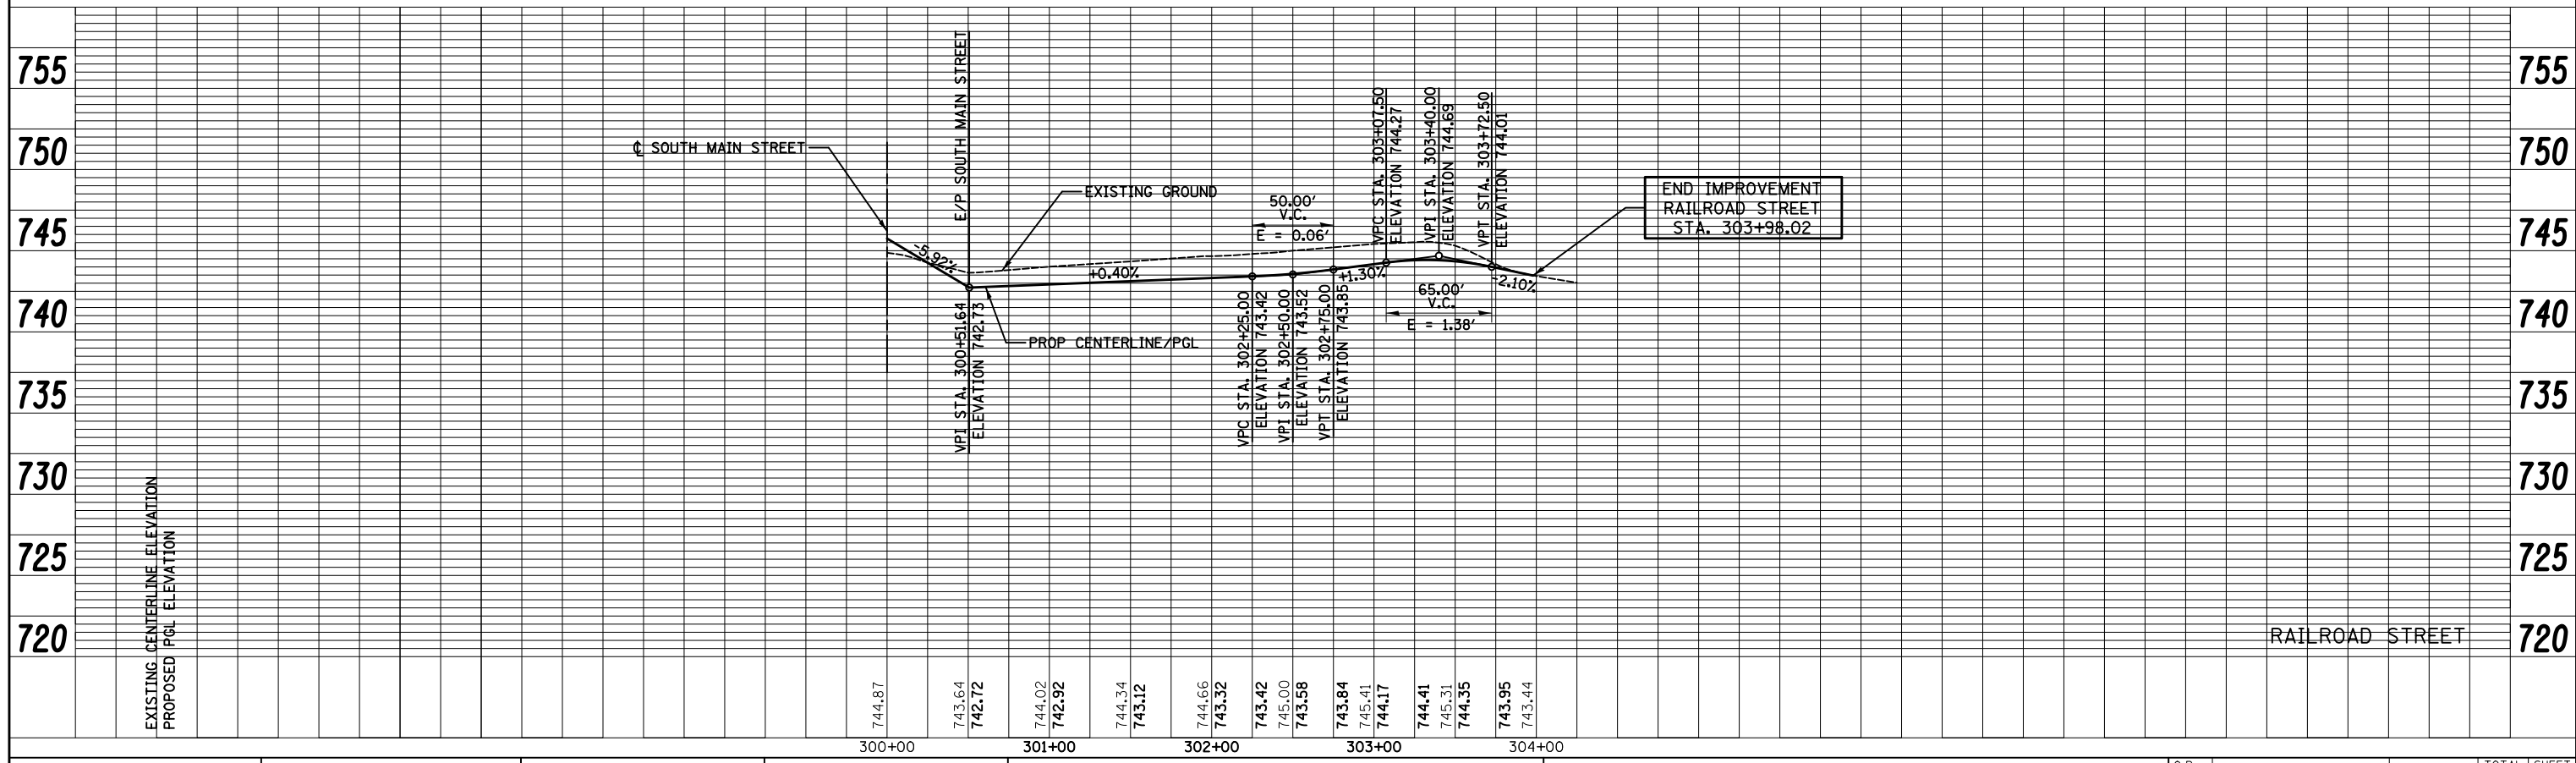 755
755
750
750
745
745
740
740
735
735
730
730
725
725
720
720
℄ SOUTH MAIN STREET
E/P SOUTH MAIN STREET
EXISTING GROUND
-5.92%
+0.40%
PROP CENTERLINE/PGL
VPI STA. 300+51.64
ELEVATION 742.73
50.00'
V.C.
E = 0.06'
VPC STA. 302+25.00
ELEVATION 743.42
VPI STA. 302+50.00
ELEVATION 743.52
VPT STA. 302+75.00
ELEVATION 743.85
+1.30%
VPC STA. 303+07.50
ELEVATION 744.27
VPI STA. 303+40.00
ELEVATION 744.69
VPT STA. 303+72.50
ELEVATION 744.01
65.00'
V.C.
E = 1.38'
-2.10%
END IMPROVEMENT
RAILROAD STREET
STA. 303+98.02
EXISTING CENTERLINE ELEVATION
PROPOSED PGL ELEVATION
RAILROAD STREET
744.87
743.64
742.72
744.02
742.92
744.34
743.12
744.66
743.32
743.42
745.00
743.58
743.84
745.41
744.17
744.41
745.31
744.35
743.95
743.44
300+00
301+00
302+00
303+00
304+00